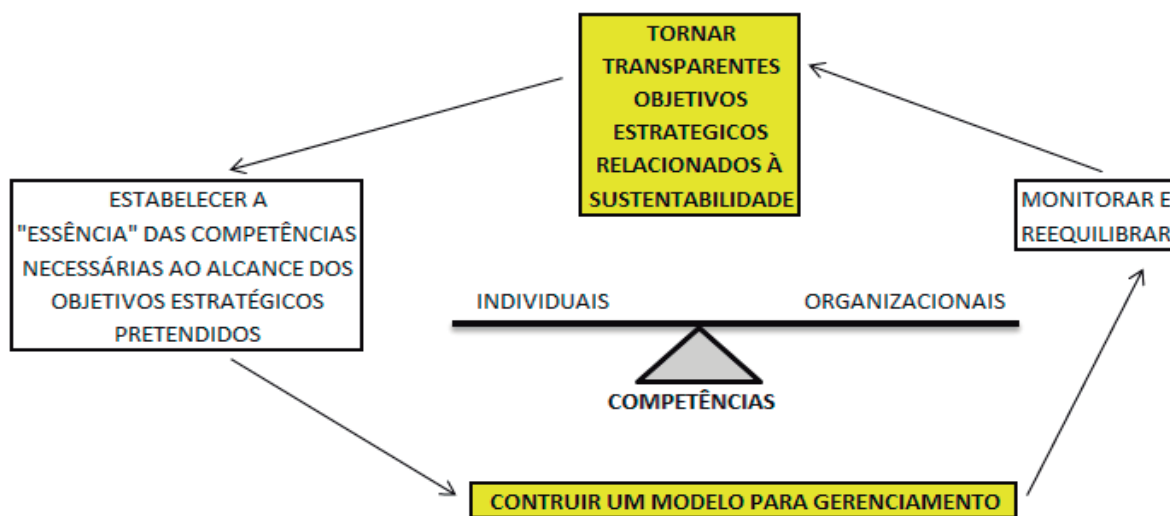 TORNAR
TRANSPARENTES
OBJETIVOS
ESTRATEGICOS
RELACIONADOS À
SUSTENTABILIDADE
ESTABELECER A
"ESSÊNCIA" DAS COMPETÊNCIAS
NECESSÁRIAS AO ALCANCE DOS
OBJETIVOS ESTRATÉGICOS
PRETENDIDOS
MONITORAR E
REEQUILIBRAR
INDIVIDUAIS
ORGANIZACIONAIS
COMPETÊNCIAS
CONTRUIR UM MODELO PARA GERENCIAMENTO